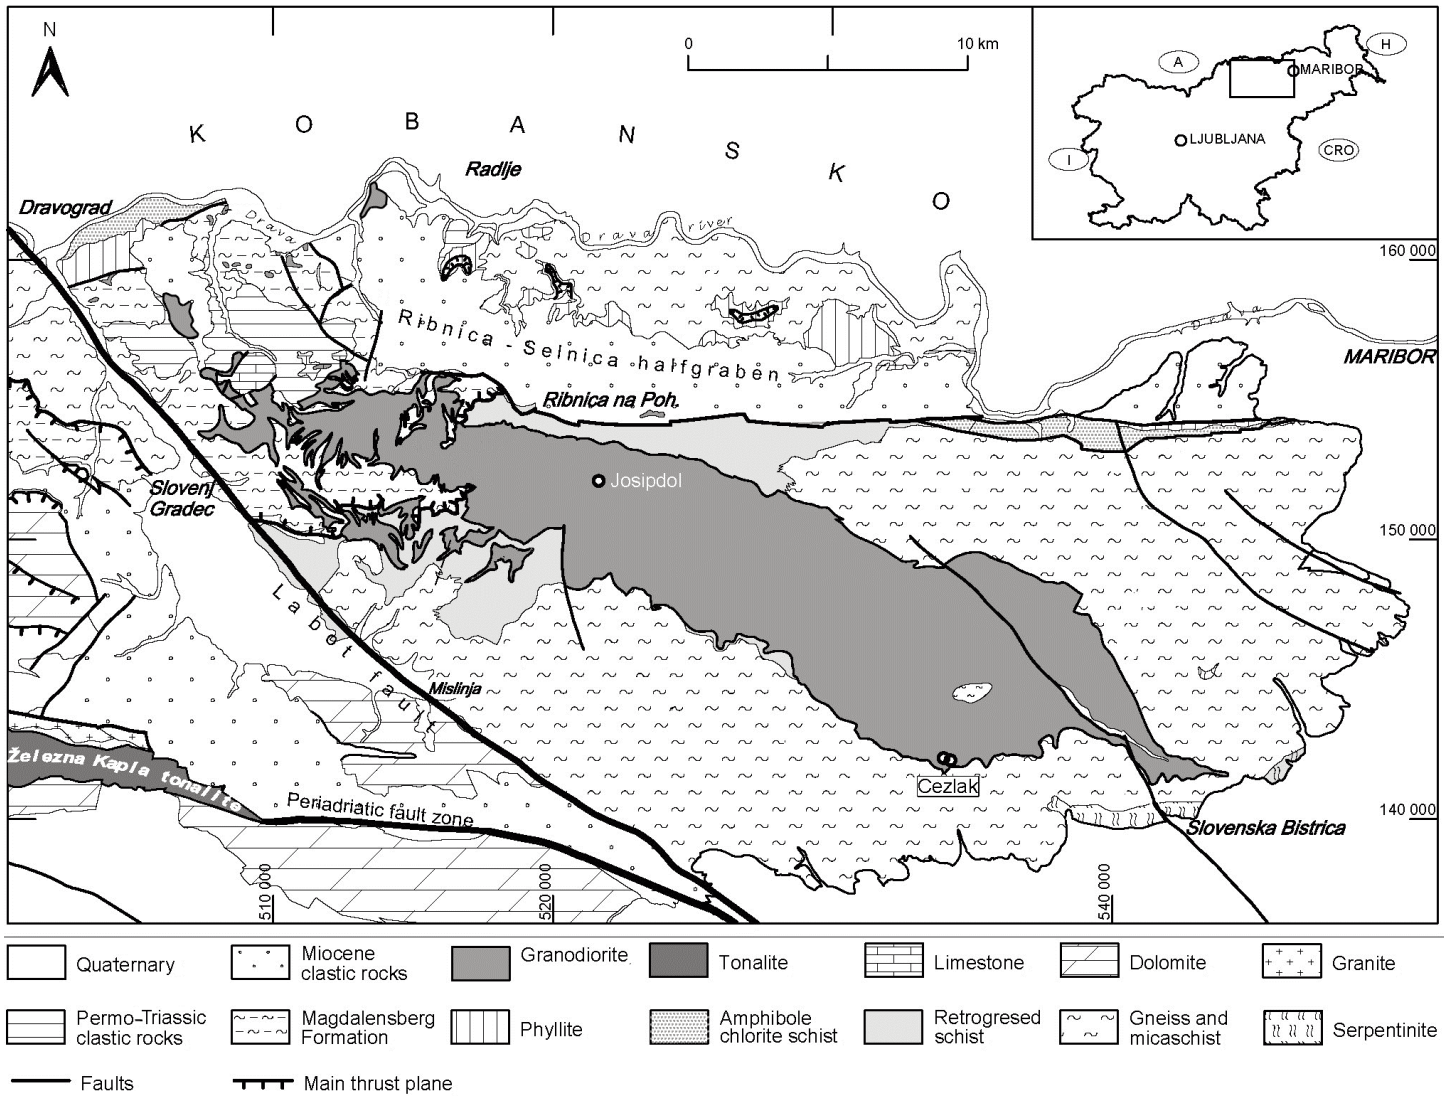 N
0 10 km
H
A
MARIBOR
LJUBLJANA
CRO
I
K O B A N S K O
Radlje
Dravograd
Drava
Drava river
Drava
160 000
Ribnica - Selnica halfgraben
MARIBOR
Ribnica na Poh.
Josipdol
Slovenj
Gradec
150 000
Labot fault
Mislinja
Železna Kapla tonalite
Cezlak
Periadriatic fault zone
140 000
Slovenska Bistrica
510 000
520 000
540 000
Quaternary
Miocene
clastic rocks
Granodiorite
Tonalite
Limestone
Dolomite
Granite
Permo-Triassic
clastic rocks
Magdalensberg
Formation
Phyllite
Amphibole
chlorite schist
Retrogresed
schist
Gneiss and
micaschist
Serpentinite
Faults
Main thrust plane